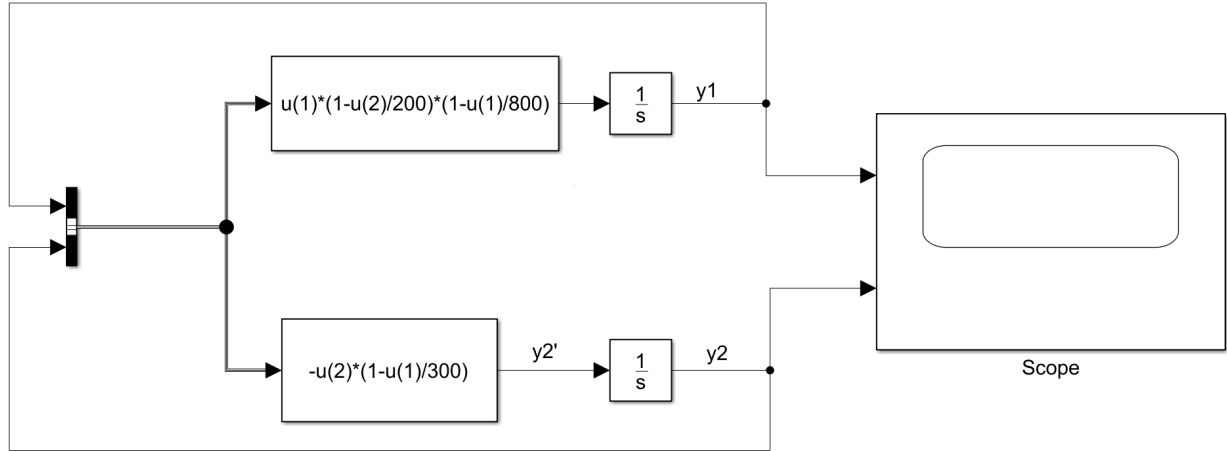 u(1)*(1-u(2)/200)*(1-u(1)/800)
1
s
y1
-u(2)*(1-u(1)/300)
y2'
1
s
y2
Scope